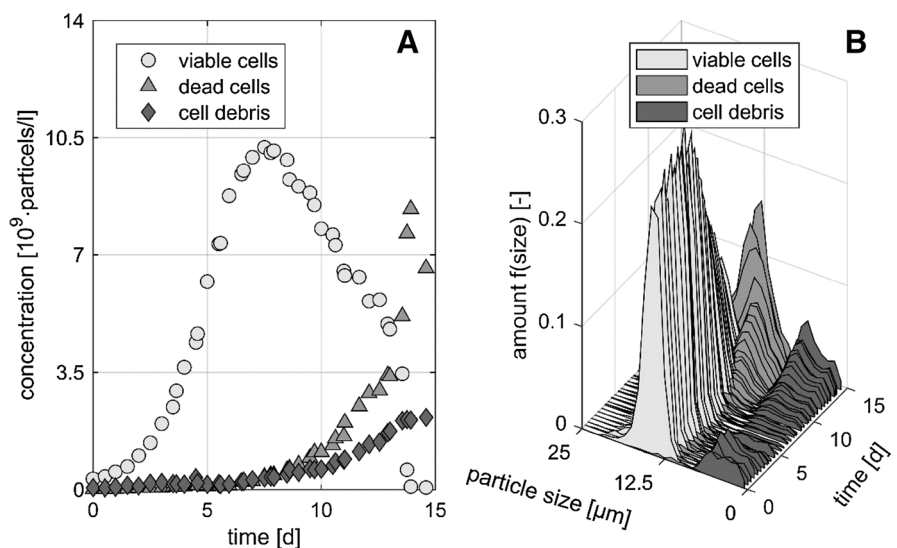 A
viable cells
dead cells
cell debris
14
10.5
7
3.5
0
0
5
10
15
concentration [10⁹·particels/l]
time [d]
B
viable cells
dead cells
cell debris
0.3
0.2
0.1
0
amount f(size) [-]
25
12.5
0
particle size [µm]
0
5
10
15
time [d]